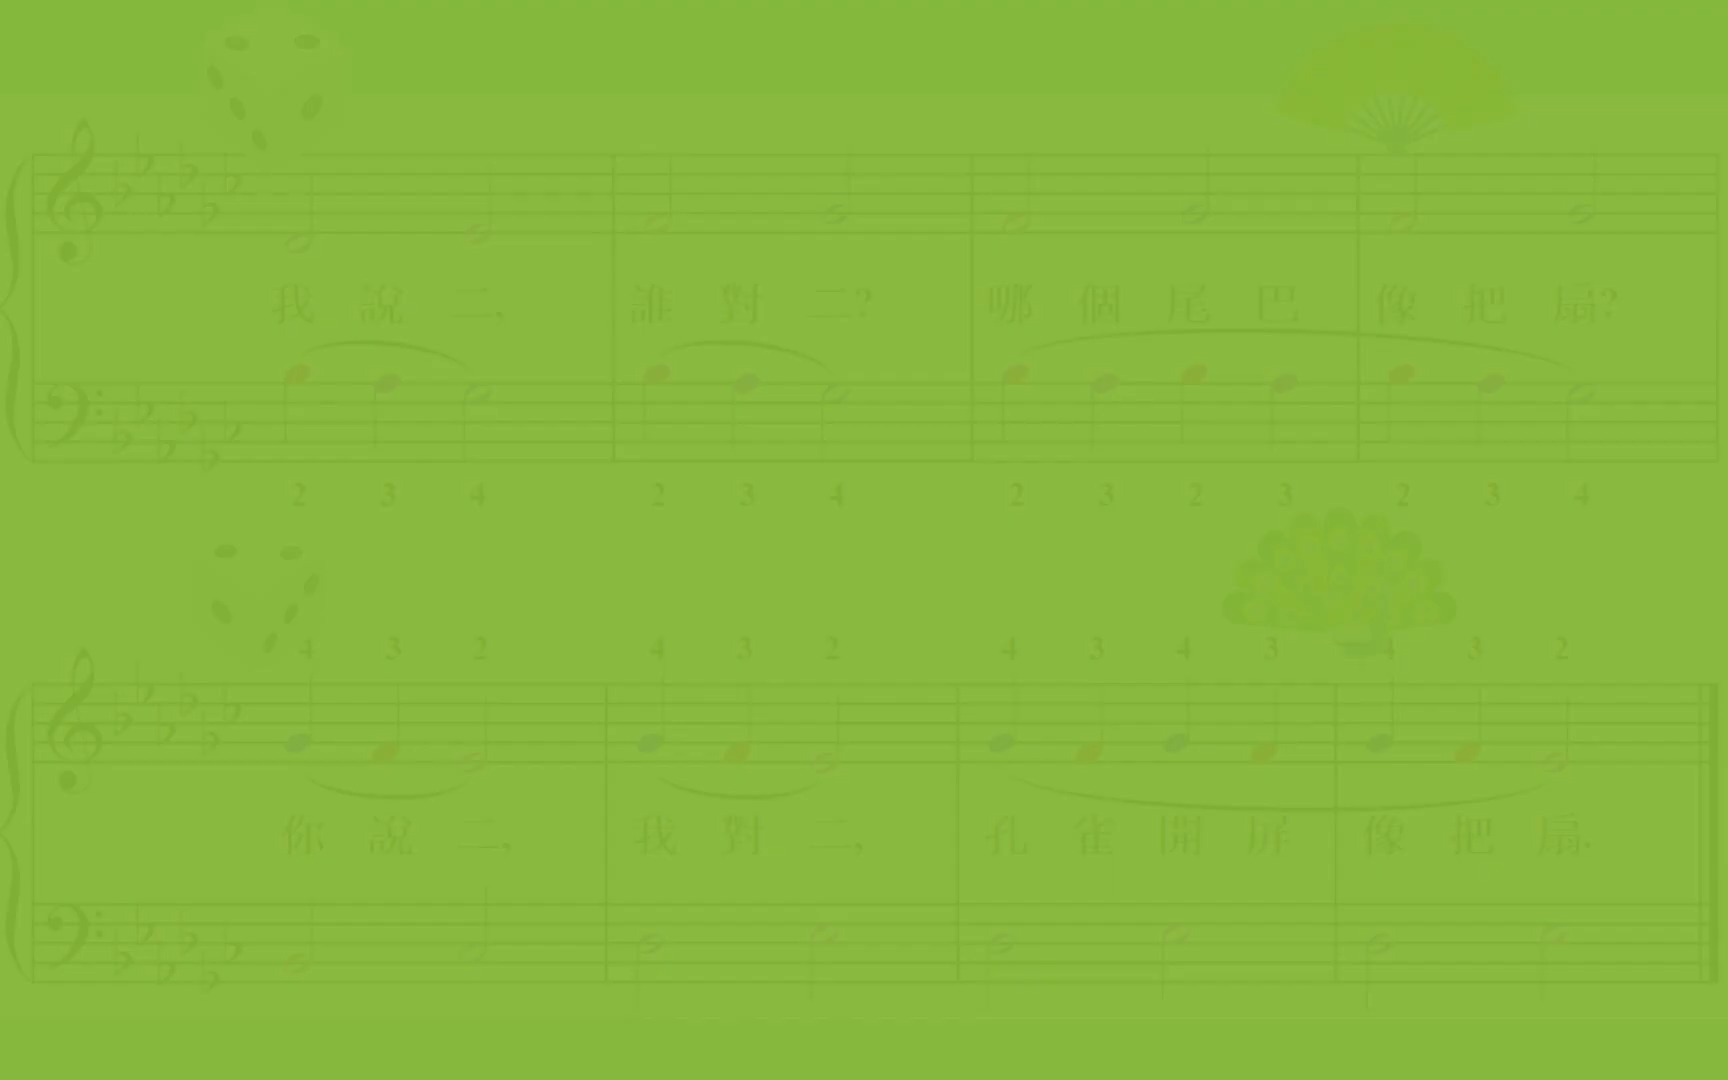 我 說 二, 誰 對 二? 哪 個 尾 巴 像 把 扇?
2 3 4 2 3 4 2 3 2 3 2 3 4
4 3 2 4 3 2 4 3 4 3 4 3 2
你 說 二, 我 對 二, 孔 雀 開 屏 像 把 扇.